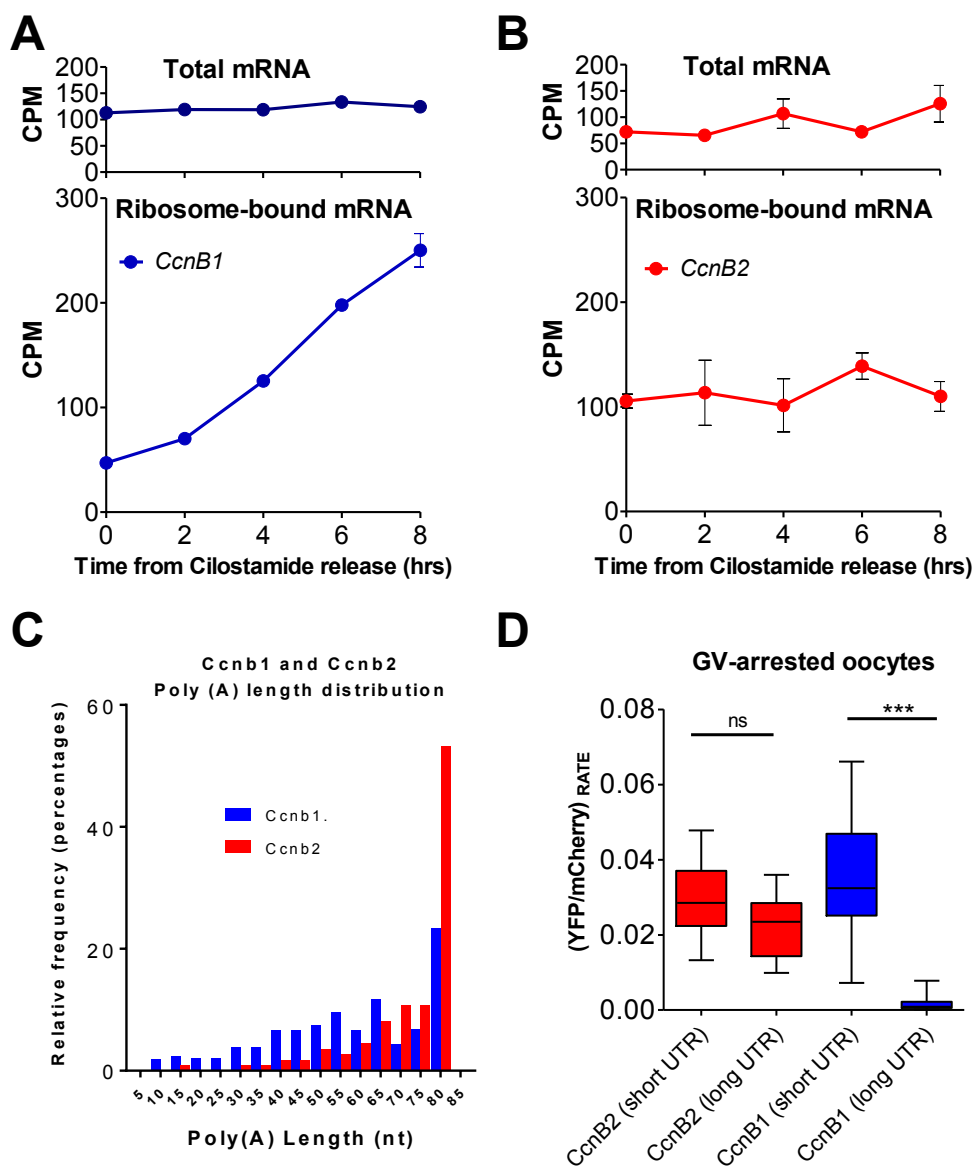 A
Total mRNA
CPM
200
150
100
50
0
Ribosome-bound mRNA
CcnB1
CPM
300
200
100
0
0 2 4 6 8
Time from Cilostamide release (hrs)
B
Total mRNA
CPM
200
150
100
50
0
Ribosome-bound mRNA
CcnB2
CPM
300
200
100
0
0 2 4 6 8
Time from Cilostamide release (hrs)
C
Ccnb1 and Ccnb2
Poly (A) length distribution
Relative frequency (percentages)
60
40
20
0
Ccnb1.
Ccnb2
5 10 15 20 25 30 35 40 45 50 55 60 65 70 75 80 85
Poly(A) Length (nt)
D
GV-arrested oocytes
(YFP/mCherry) RATE
0.08
0.06
0.04
0.02
0.00
ns
***
CcnB2 (short UTR)
CcnB2 (long UTR)
CcnB1 (short UTR)
CcnB1 (long UTR)